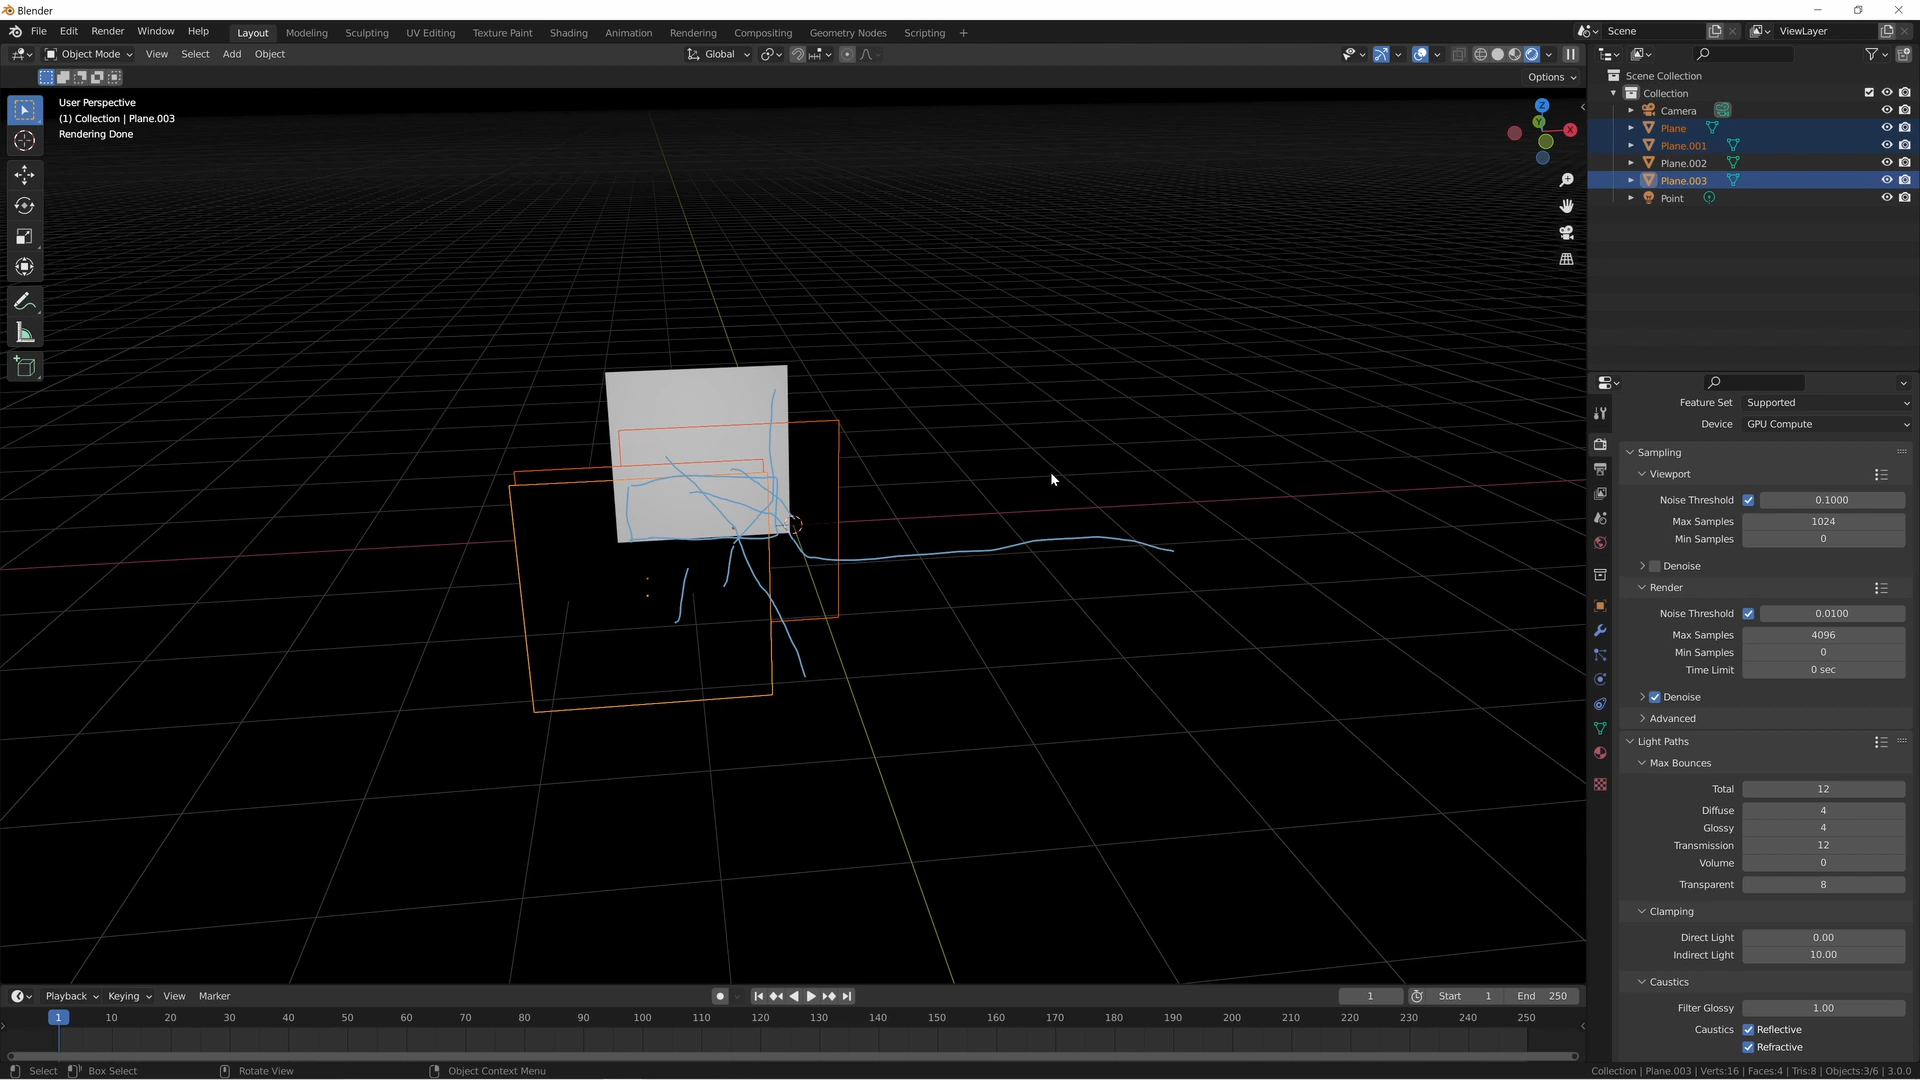 Blender
File Edit Render Window Help Layout Modeling Sculpting UV Editing Texture Paint Shading Animation Rendering Compositing Geometry Nodes Scripting + Scene ViewLayer
Object Mode View Select Add Object Global
Options
User Perspective
(1) Collection | Plane.003
Rendering Done
Z
Y
X
Scene Collection
Collection
Camera
Plane
Plane.001
Plane.002
Plane.003
Point
Feature Set Supported
Device GPU Compute
Sampling
Viewport
Noise Threshold 0.1000
Max Samples 1024
Min Samples 0
Denoise
Render
Noise Threshold 0.0100
Max Samples 4096
Min Samples 0
Time Limit 0 sec
Denoise
Advanced
Light Paths
Max Bounces
Total 12
Diffuse 4
Glossy 4
Transmission 12
Volume 0
Transparent 8
Clamping
Direct Light 0.00
Indirect Light 10.00
Caustics
Filter Glossy 1.00
Caustics Reflective
Refractive
Playback Keying View Marker 1 Start 1 End 250
1 10 20 30 40 50 60 70 80 90 100 110 120 130 140 150 160 170 180 190 200 210 220 230 240 250
Select Box Select Rotate View Object Context Menu Collection | Plane.003 | Verts:16 | Faces:4 | Tris:8 | Objects:3/6 | 3.0.0